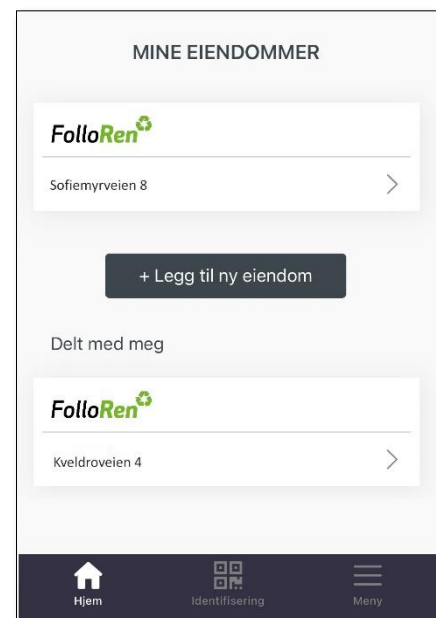 MINE EIENDOMMER
FolloRen
Sofiemyrveien 8
+ Legg til ny eiendom
Delt med meg
FolloRen
Kveldroveien 4
Hjem Identifisering Meny